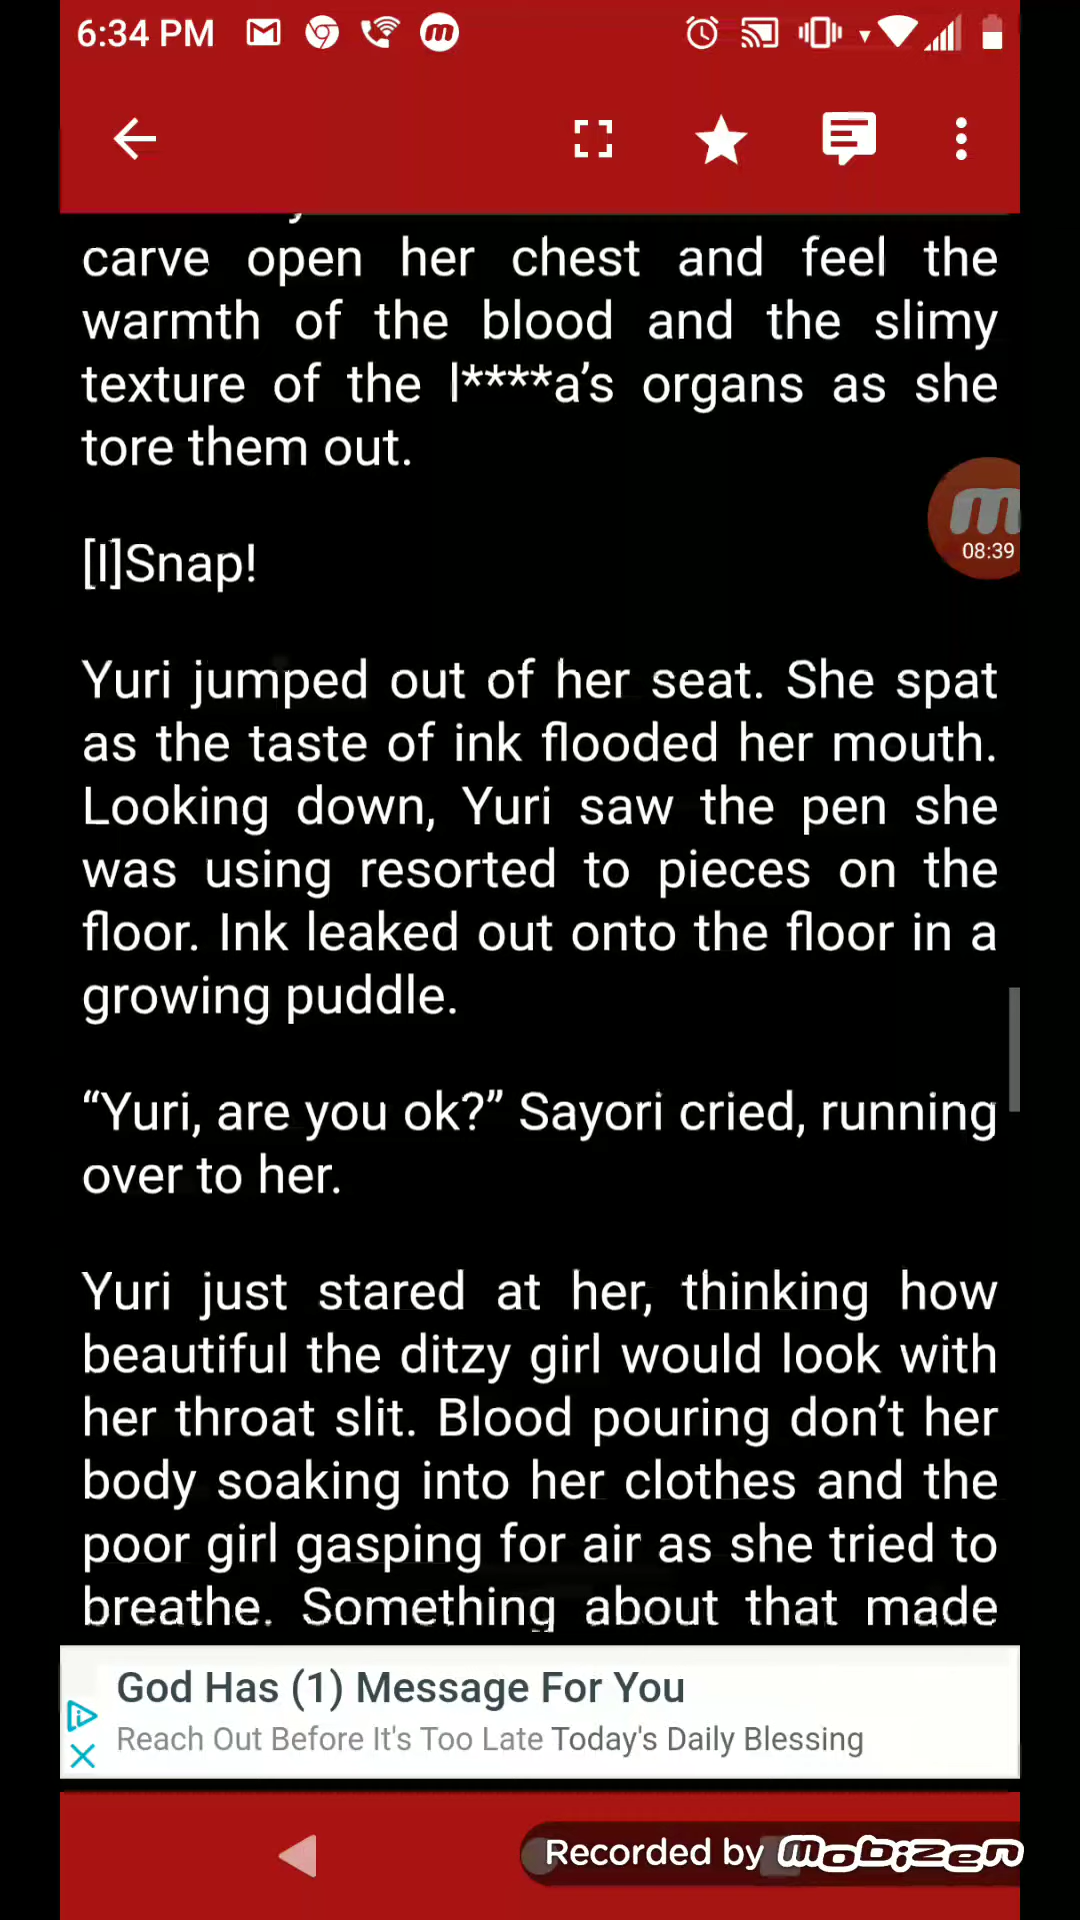 6:34 PM
carve open her chest and feel the
warmth of the blood and the slimy
texture of the l****a’s organs as she
tore them out.
[I]Snap!
08:39
Yuri jumped out of her seat. She spat
as the taste of ink flooded her mouth.
Looking down, Yuri saw the pen she
was using resorted to pieces on the
floor. Ink leaked out onto the floor in a
growing puddle.
“Yuri, are you ok?” Sayori cried, running
over to her.
Yuri just stared at her, thinking how
beautiful the ditzy girl would look with
her throat slit. Blood pouring don’t her
body soaking into her clothes and the
poor girl gasping for air as she tried to
breathe. Something about that made
God Has (1) Message For You
Reach Out Before It's Too Late Today's Daily Blessing
Recorded by Mobizen